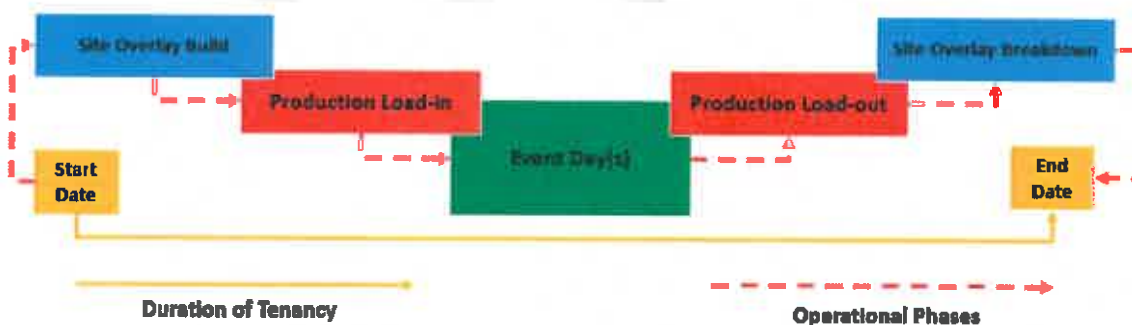 Site Overlay Build
Site Overlay Breakdown
Production Load-in
Production Load-out
Event Day(s)
Start
Date
End
Date
Duration of Tenancy
Operational Phases